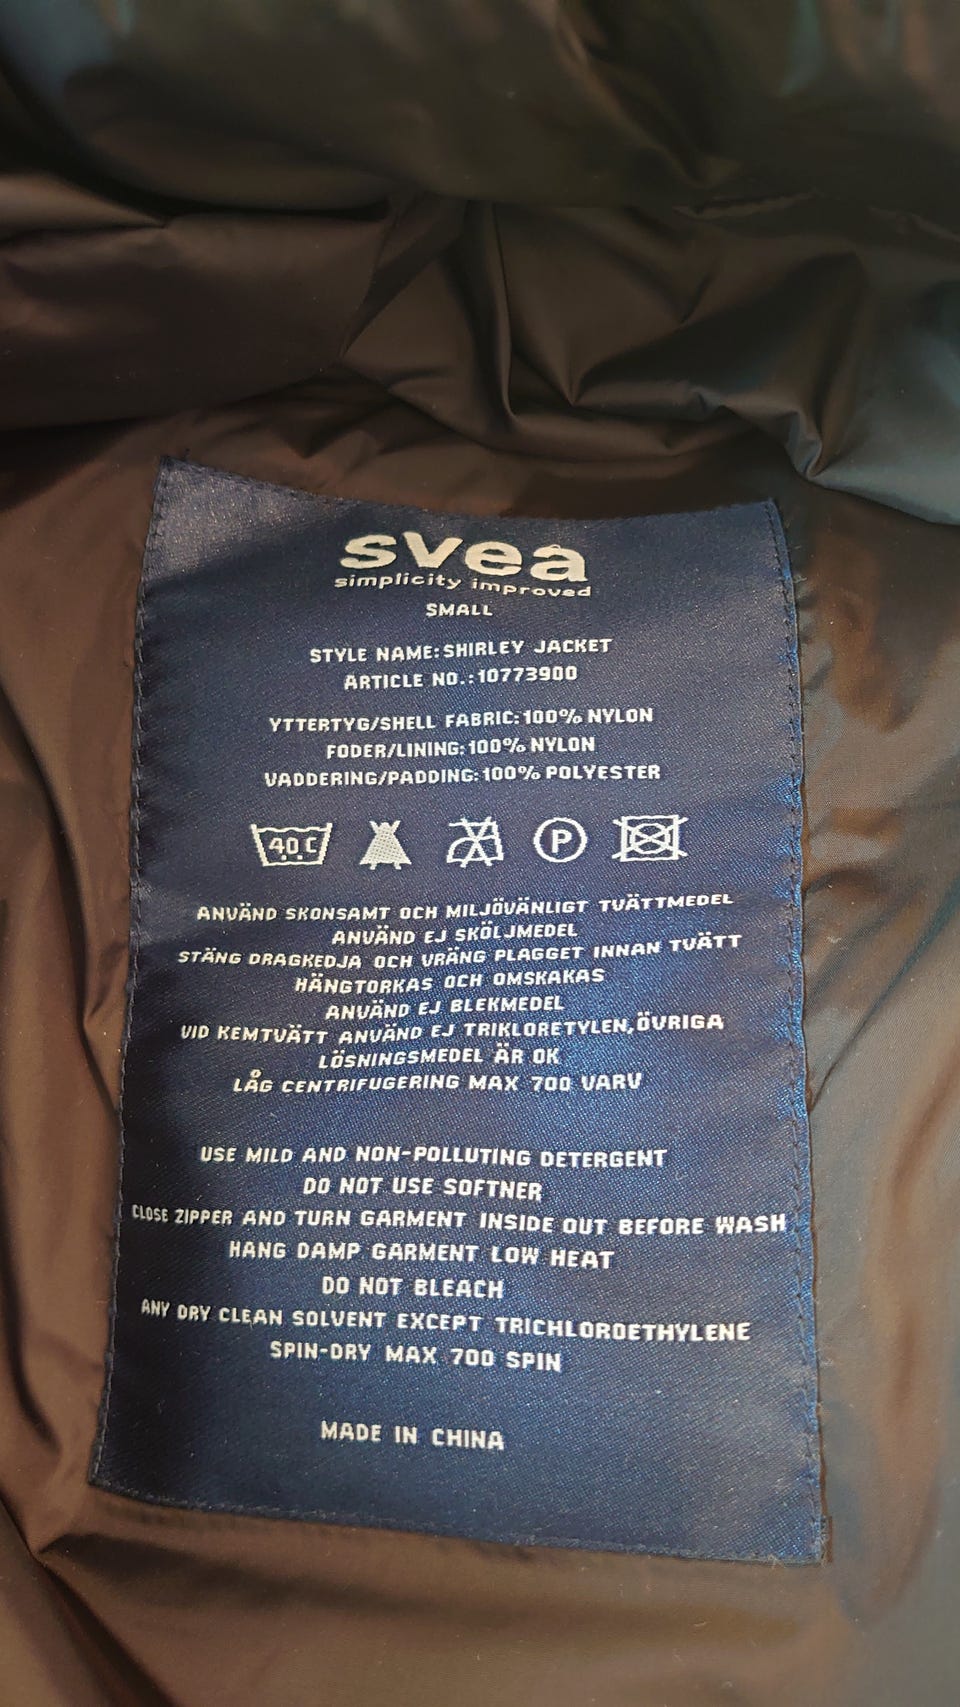 svea
simplicity improved
SMALL
STYLE NAME:SHIRLEY JACKET
ARTICLE NO.:10773900
YTTERTYG/SHELL FABRIC:100% NYLON
FODER/LINING:100% NYLON
VADDERING/PADDING:100% POLYESTER
40 C P
ANVÄND SKONSAMT OCH MILJÖVÄNLIGT TVÄTTMEDEL
ANVÄND EJ SKÖLJMEDEL
STÄNG DRAGKEDJA OCH VRÄNG PLAGGET INNAN TVÄTT
HÄNGTORKAS OCH OMSKAKAS
ANVÄND EJ BLEKMEDEL
VID KEMTVÄTT ANVÄND EJ TRIKLORETYLEN,ÖVRIGA
LÖSNINGSMEDEL ÄR OK
LÅG CENTRIFUGERING MAX 700 VARV
USE MILD AND NON-POLLUTING DETERGENT
DO NOT USE SOFTNER
CLOSE ZIPPER AND TURN GARMENT INSIDE OUT BEFORE WASH
HANG DAMP GARMENT LOW HEAT
DO NOT BLEACH
ANY DRY CLEAN SOLVENT EXCEPT TRICHLOROETHYLENE
SPIN-DRY MAX 700 SPIN
MADE IN CHINA